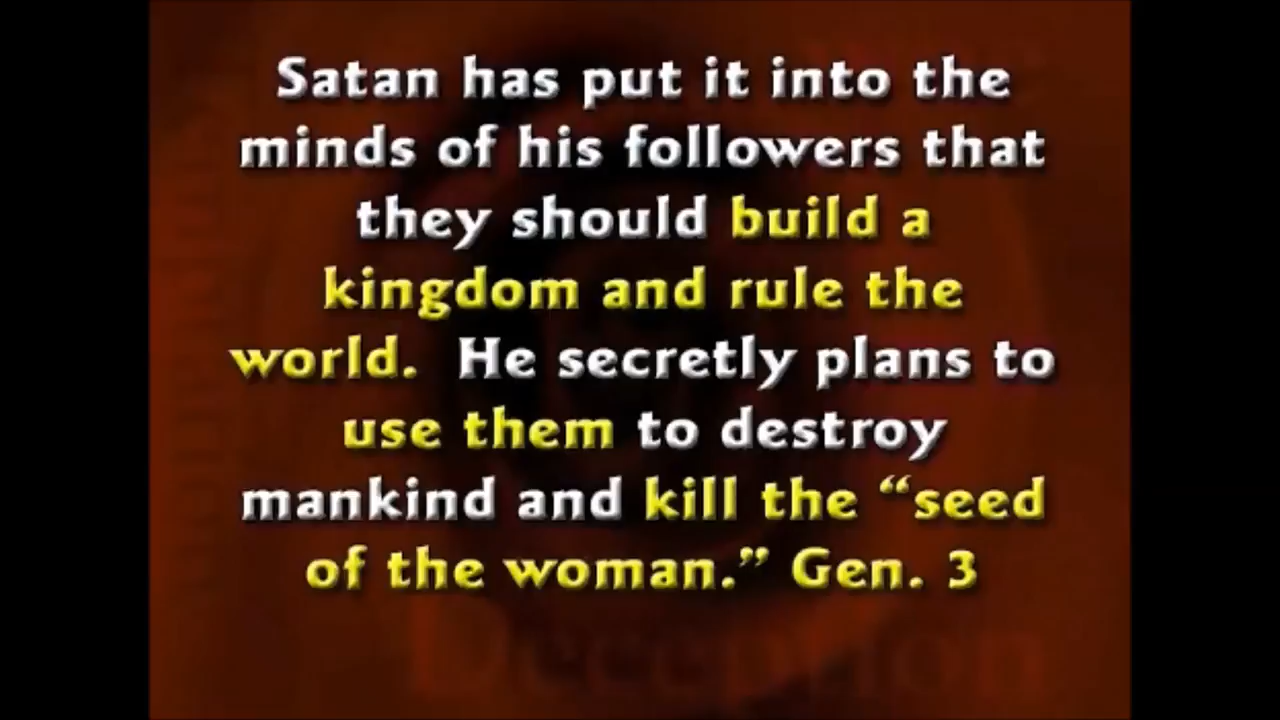 Satan has put it into the
minds of his followers that
they should build a
kingdom and rule the
world. He secretly plans to
use them to destroy
mankind and kill the “seed
of the woman.” Gen. 3
Deception